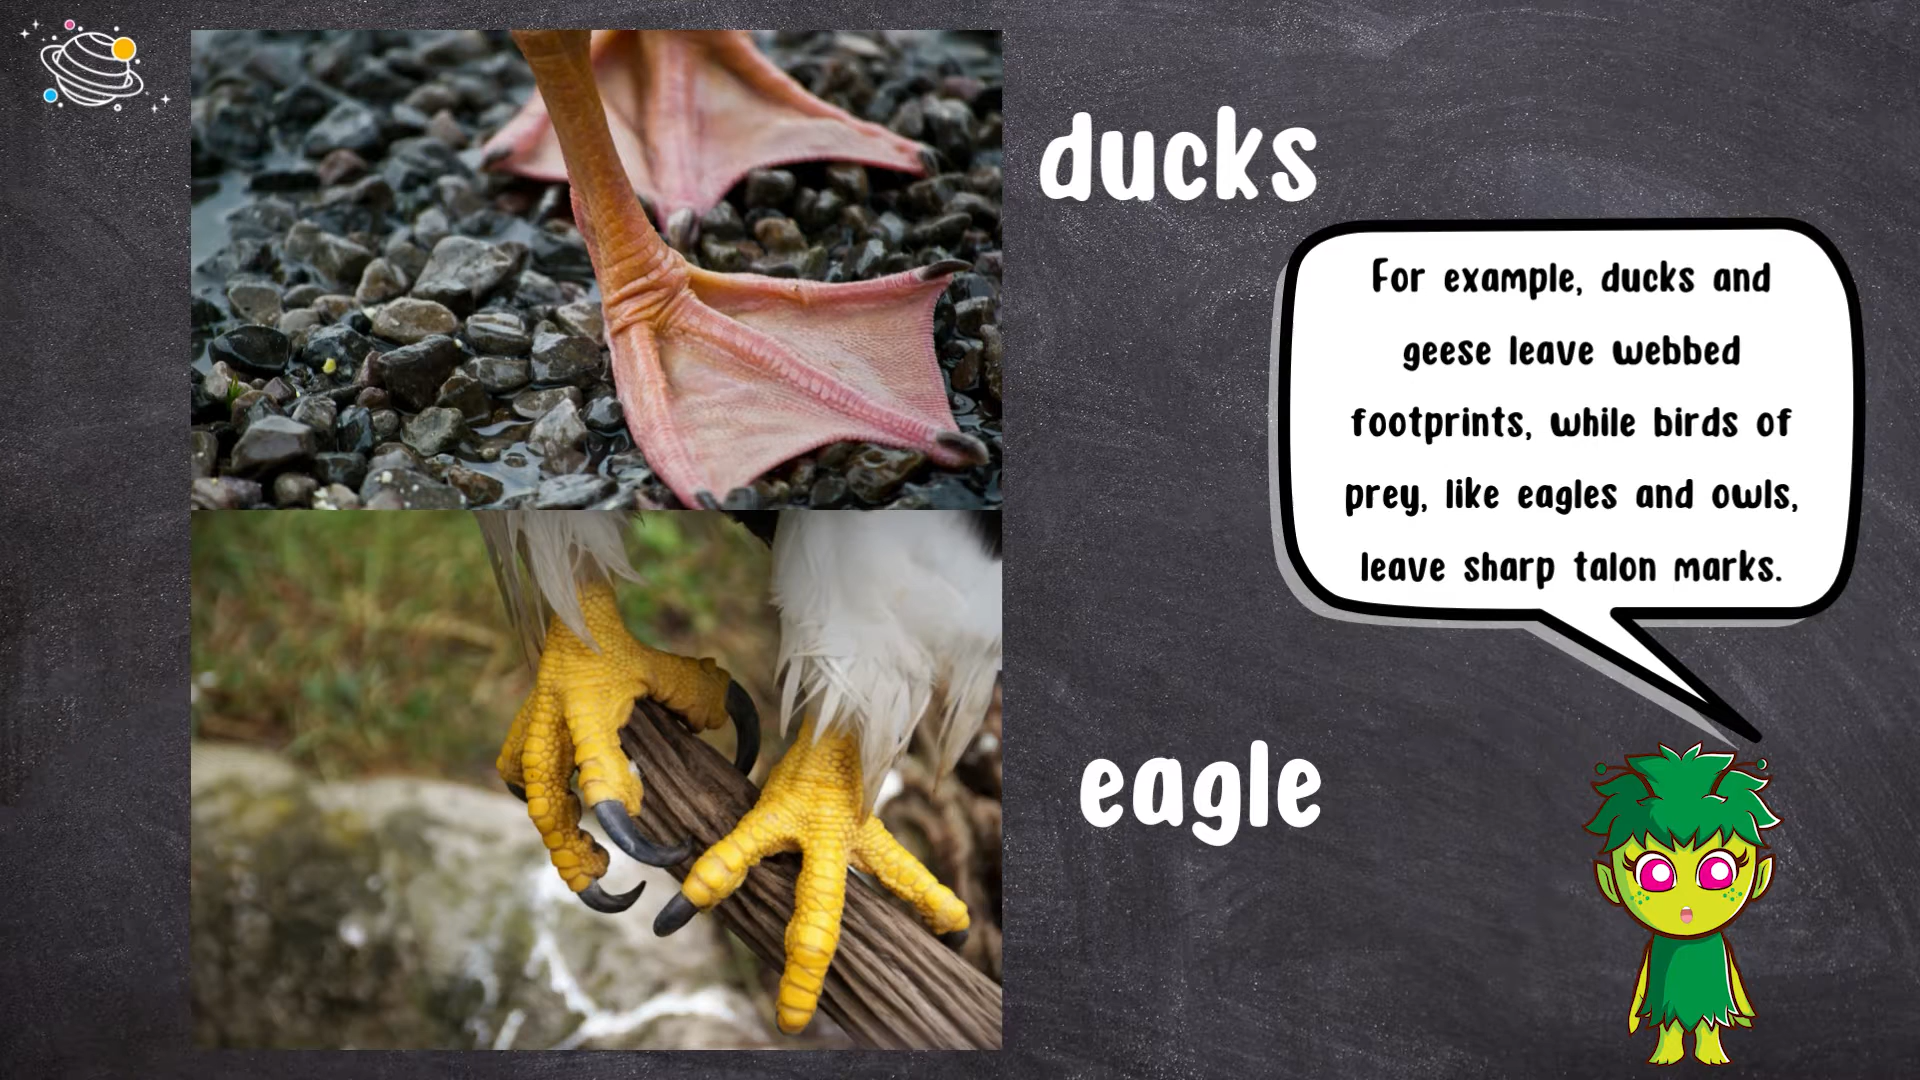 ducks
For example, ducks and
geese leave webbed
footprints, while birds of
prey, like eagles and owls,
leave sharp talon marks.
eagle